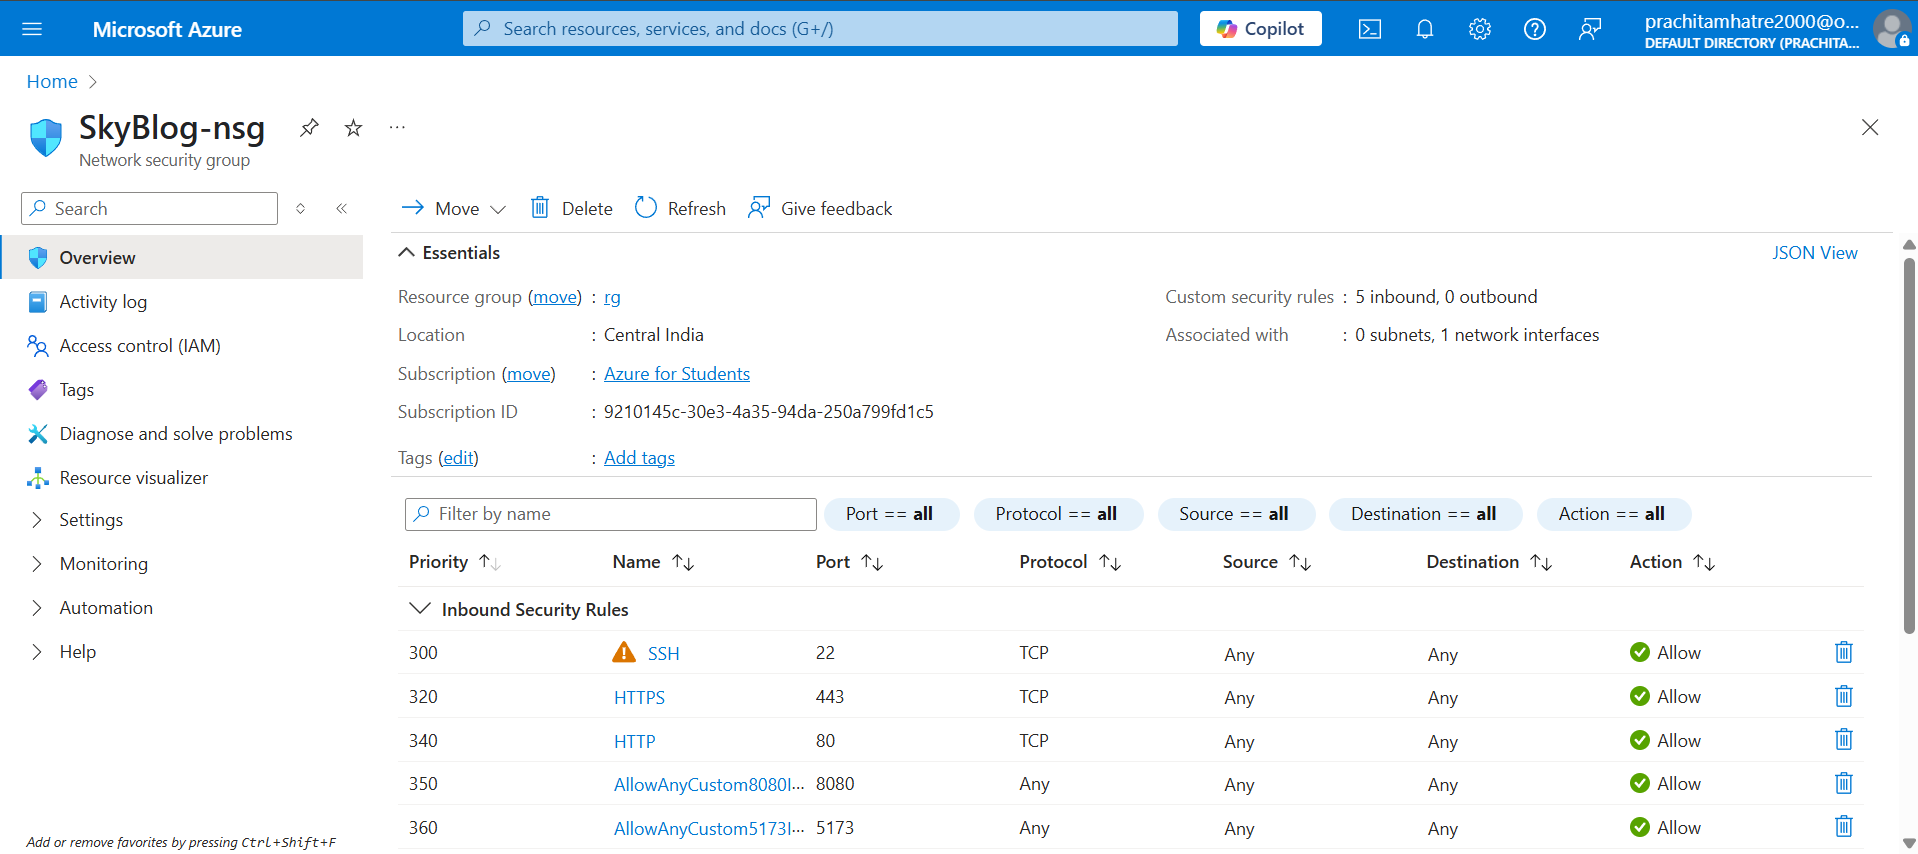 Microsoft Azure
Search resources, services, and docs (G+/)
Copilot
prachitamhatre2000@o...
DEFAULT DIRECTORY (PRACHITA...
Home
SkyBlog-nsg
Network security group
Search
Overview
Activity log
Access control (IAM)
Tags
Diagnose and solve problems
Resource visualizer
Settings
Monitoring
Automation
Help
Add or remove favorites by pressing Ctrl+Shift+F
Move Delete Refresh Give feedback
Essentials JSON View
Resource group (move) : rg
Location : Central India
Subscription (move) : Azure for Students
Subscription ID : 9210145c-30e3-4a35-94da-250a799fd1c5
Tags (edit) : Add tags
Custom security rules : 5 inbound, 0 outbound
Associated with : 0 subnets, 1 network interfaces
Filter by name Port == all Protocol == all Source == all Destination == all Action == all
Priority Name Port Protocol Source Destination Action
Inbound Security Rules
300 SSH 22 TCP Any Any Allow
320 HTTPS 443 TCP Any Any Allow
340 HTTP 80 TCP Any Any Allow
350 AllowAnyCustom8080I... 8080 Any Any Any Allow
360 AllowAnyCustom5173I... 5173 Any Any Any Allow